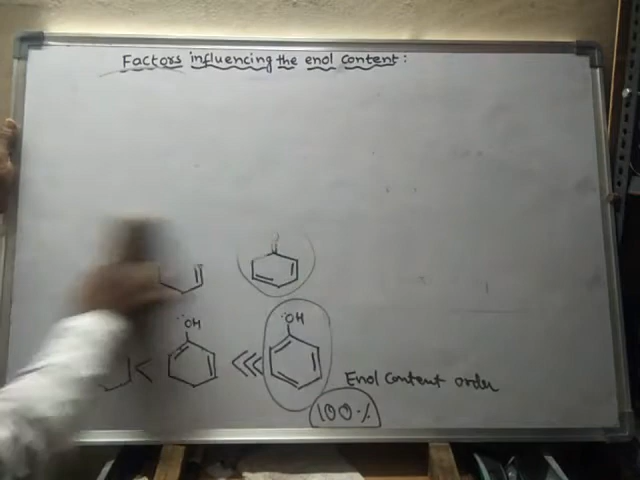 Factors influencing the enol content:
:OH
:OH
< <<< Enol content order
100%